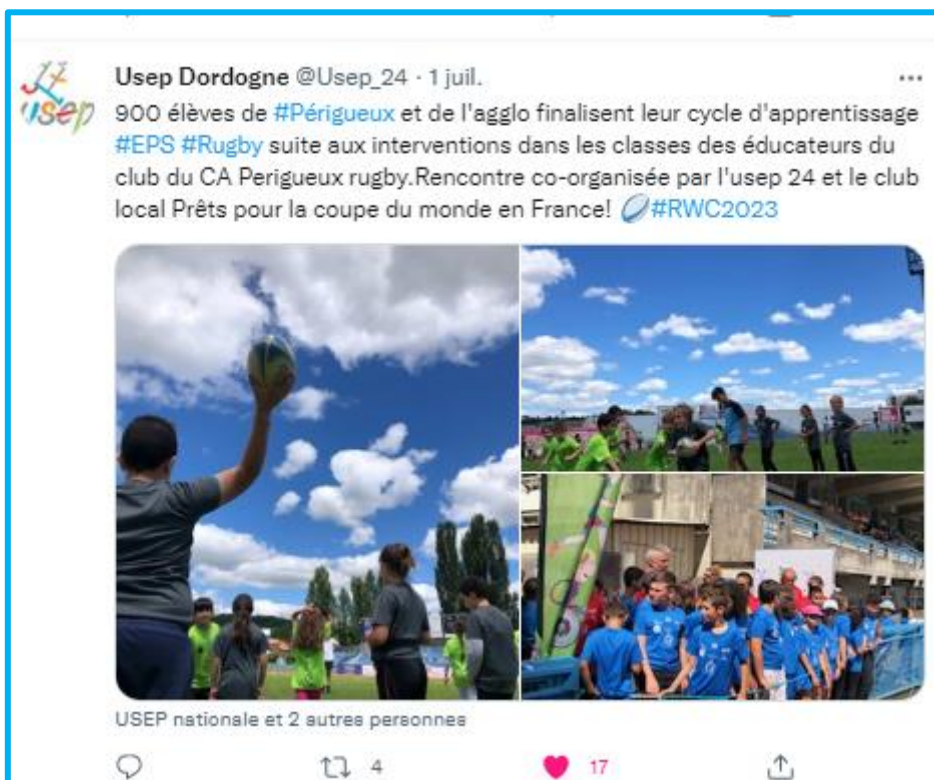 usep
Usep Dordogne @Usep_24 · 1 juil.
900 élèves de #Périgueux et de l'agglo finalisent leur cycle d'apprentissage
#EPS #Rugby suite aux interventions dans les classes des éducateurs du
club du CA Perigueux rugby.Rencontre co-organisée par l'usep 24 et le club
local Prêts pour la coupe du monde en France! #RWC2023
USEP nationale et 2 autres personnes
4
17